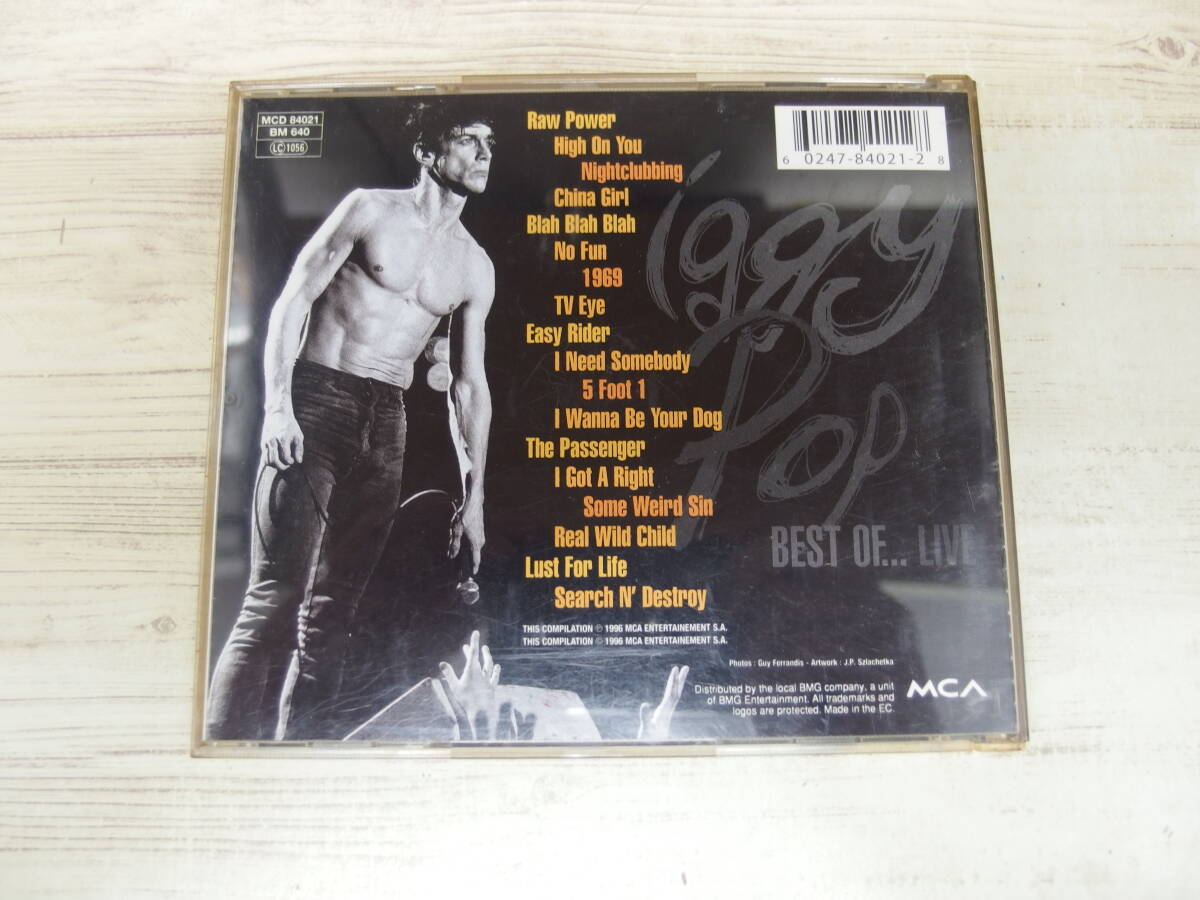 MCD 84021
BM 640
LC 1056
Raw Power
High On You
Nightclubbing
China Girl
Blah Blah Blah
No Fun
1969
TV Eye
Easy Rider
I Need Somebody
5 Foot 1
I Wanna Be Your Dog
The Passenger
I Got A Right
Some Weird Sin
Real Wild Child
Lust For Life
Search N' Destroy
6 0247-84021-2 8
iggy
Pop
BEST OF... LIVE
THIS COMPILATION ℗ 1996 MCA ENTERTAINEMENT S.A.
THIS COMPILATION © 1996 MCA ENTERTAINEMENT S.A.
Photos : Guy Ferrandis - Artwork : J.P. Szlachetka
Distributed by the local BMG company, a unit
of BMG Entertainment. All trademarks and
logos are protected. Made in the EC.
MCA